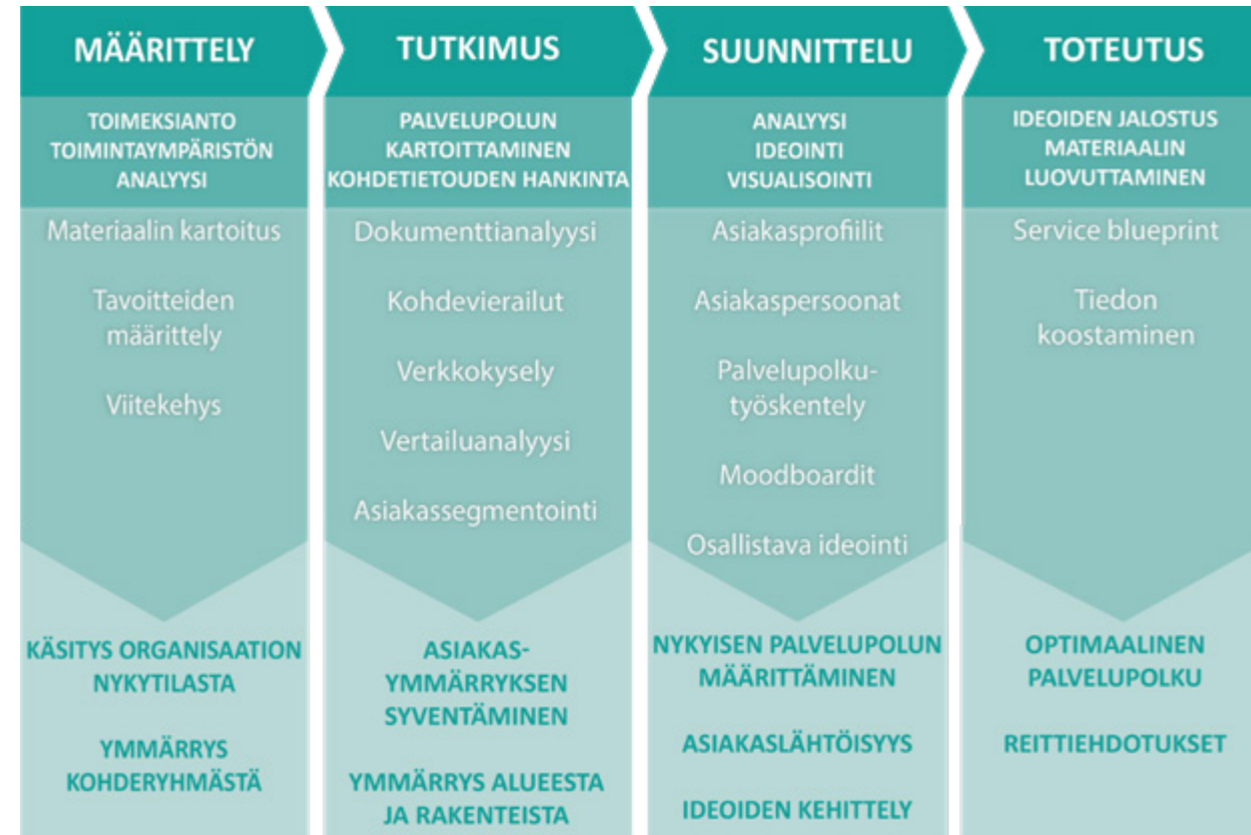 MÄÄRITTELY
TOIMEKSIANTO
TOIMINTAYMPÄRISTÖN
ANALYYSI
Materiaalin kartoitus
Tavoitteiden
määrittely
Viitekehys
KÄSITYS ORGANISAATION
NYKYTILASTA
YMMÄRRYS
KOHDERYHMÄSTÄ
TUTKIMUS
PALVELUPOLUN
KARTOITTAMINEN
KOHDETIETOUDEN HANKINTA
Dokumenttianalyysi
Kohdevierailut
Verkkokysely
Vertailuanalyysi
Asiakassegmentointi
ASIAKAS-
YMMÄRRYKSEN
SYVENTÄMINEN
YMMÄRRYS ALUEESTA
JA RAKENTEISTA
SUUNNITTELU
ANALYYSI
IDEOINTI
VISUALISOINTI
Asiakasprofiilit
Asiakaspersoonat
Palvelupolku-
työskentely
Moodboardit
Osallistava ideointi
NYKYISEN PALVELUPOLUN
MÄÄRITTÄMINEN
ASIAKASLÄHTÖISYYS
IDEOIDEN KEHITTELY
TOTEUTUS
IDEOIDEN JALOSTUS
MATERIAALIN
LUOVUTTAMINEN
Service blueprint
Tiedon
koostaminen
OPTIMAALINEN
PALVELUPOLKU
REITTIEHDOTUKSET